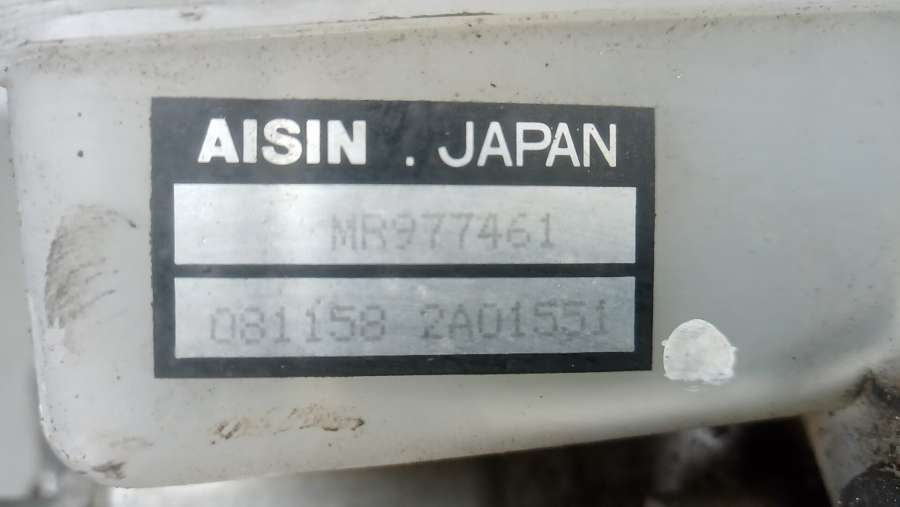 AISIN . JAPAN
MR977461
081158 2A01551